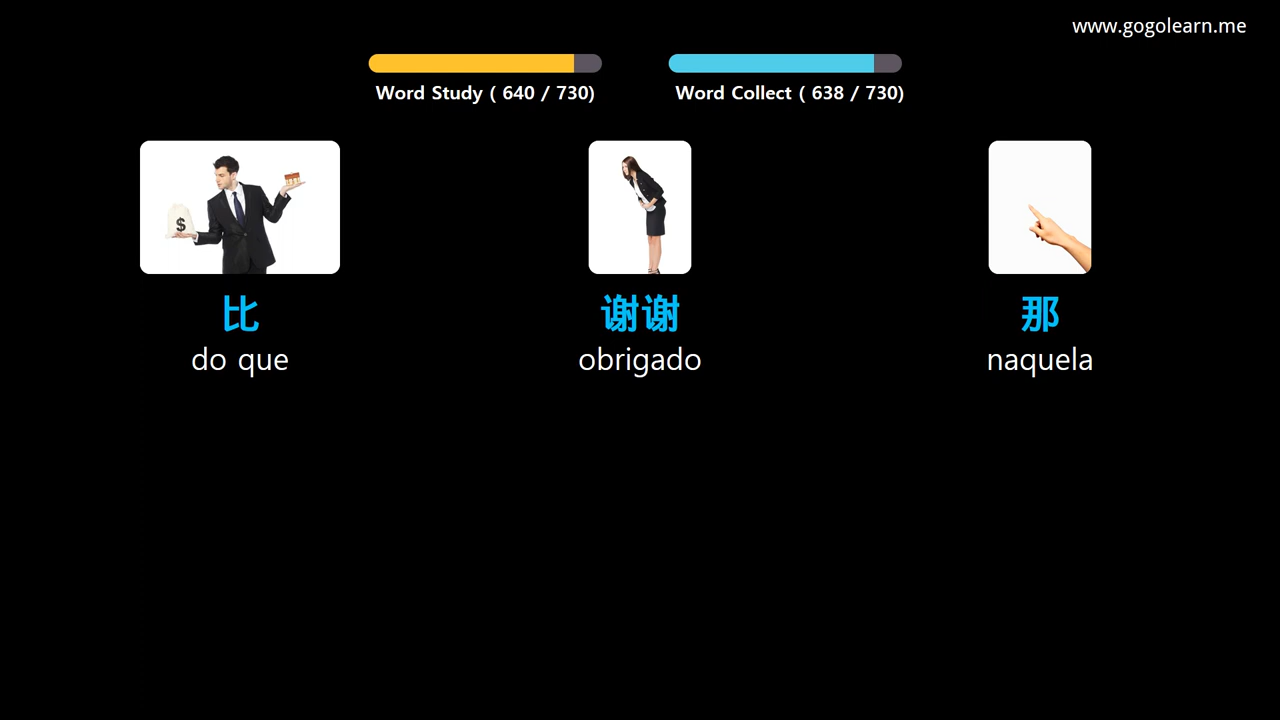 www.gogolearn.me
Word Study ( 640 / 730)
Word Collect ( 638 / 730)
$
比
do que
谢谢
obrigado
那
naquela